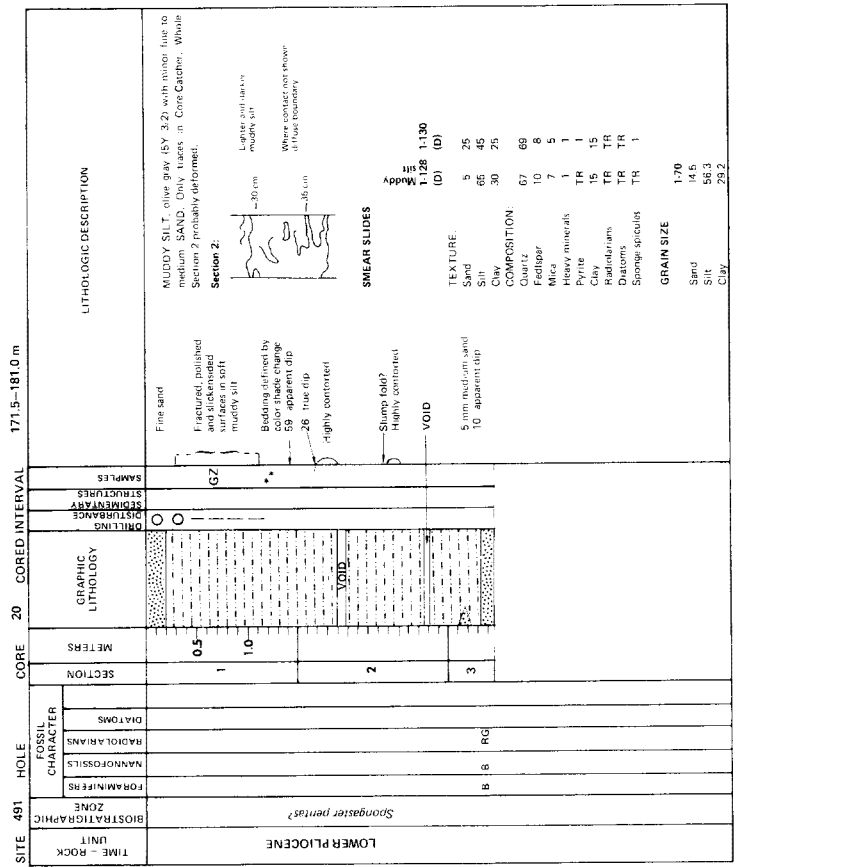 SITE 491 HOLE CORE 20 CORED INTERVAL 171.5–181.0 m
TIME – ROCK UNIT
BIOSTRATIGRAPHIC ZONE
FOSSIL CHARACTER
FORAMINIFERS
NANNOFOSSILS
RADIOLARIANS
DIATOMS
SECTION
METERS
GRAPHIC LITHOLOGY
DRILLING DISTURBANCE
SEDIMENTARY STRUCTURES
SAMPLES
LITHOLOGIC DESCRIPTION
LOWER PLIOCENE
Spongaster pentas?
B B RG
1
0.5
1.0
2
3
VOID
GZ
*
*
Fine sand
Fractured, polished
and slickensided
surfaces in soft
muddy silt
Bedding defined by
color shade change
59 apparent dip
26 true dip
Highly contorted
Slump fold?
Highly contorted
VOID
5 mm medium sand
10 apparent dip
MUDDY SILT, olive gray (5Y 3/2) with minor fine to
medium SAND. Only traces in Core Catcher. Whole
Section 2 probably deformed.
Section 2:
30 cm
35 cm
Lighter and darker
muddy silt
Where contact not shown
diffuse boundary
SMEAR SLIDES
Muddy
silt
1-128 1-130
(D) (D)
TEXTURE:
Sand 5 25
Silt 65 45
Clay 30 25
COMPOSITION:
Quartz 67 69
Fedlspar 10 8
Mica 7 5
Heavy minerals 1 1
Pyrite TR 1
Clay 15 15
Radiolarians TR TR
Diatoms TR TR
Sponge spicules TR 1
GRAIN SIZE
1-70
Sand 14.5
Silt 56.3
Clay 29.2